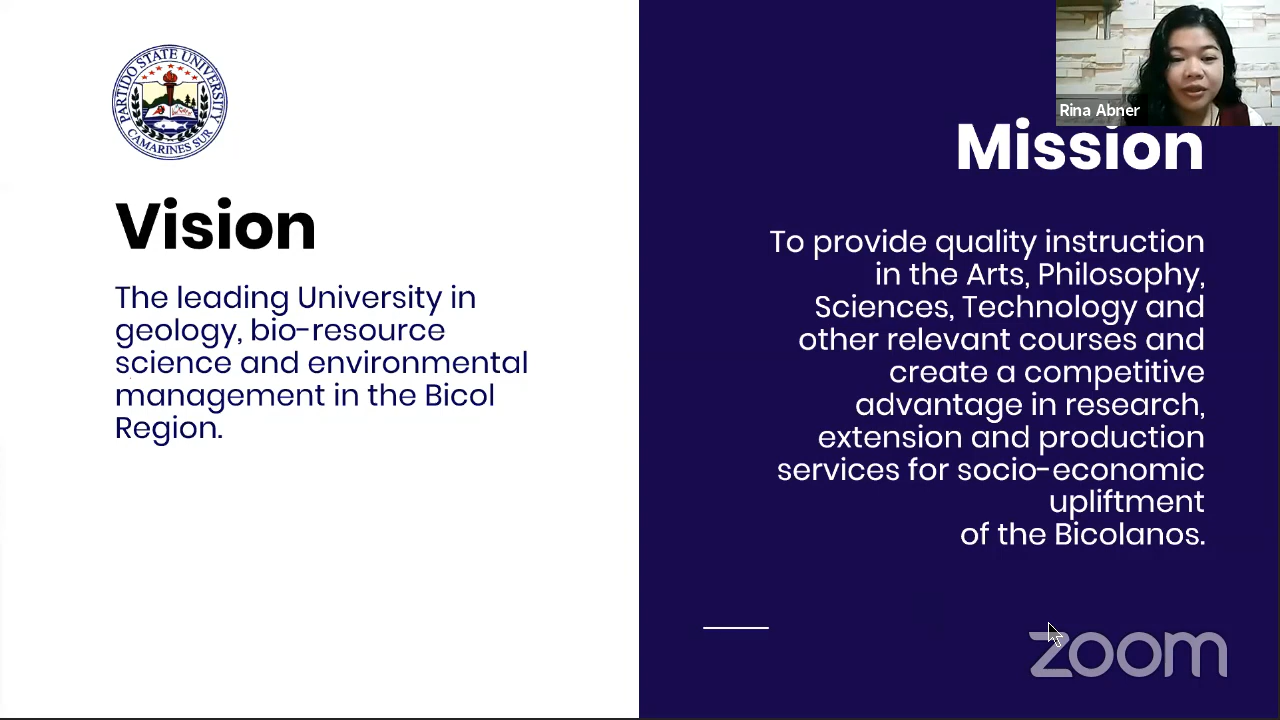 PARTIDO STATE UNIVERSITY
CAMARINES SUR
Vision
The leading University in
geology, bio-resource
science and environmental
management in the Bicol
Region.
Rina Abner
Mission
To provide quality instruction
in the Arts, Philosophy,
Sciences, Technology and
other relevant courses and
create a competitive
advantage in research,
extension and production
services for socio-economic
upliftment
of the Bicolanos.
zoom